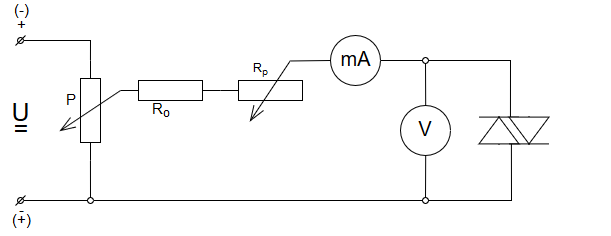 (-)
+
P
R₀
Rₚ
mA
V
U
=
-
(+)